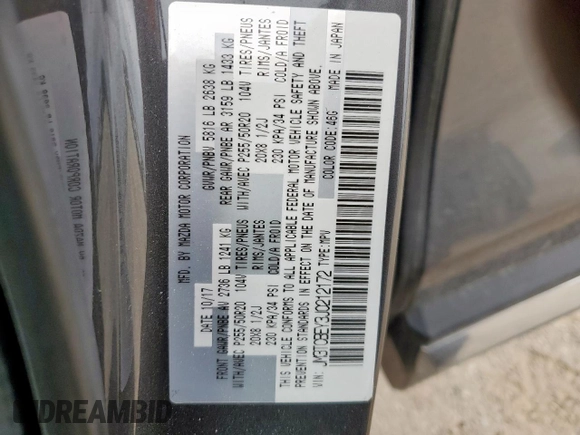 MFD. BY MAZDA MOTOR CORPORATION
DATE: 10/17 GVWR/PNBV 5816 LB 2638 KG
FRONT GAWR/PNBE AV 2736 LB 1241 KG REAR GAWR/PNBE AR 3159 LB 1433 KG
WITH/AVEC P255/50R20 104V TIRES/PNEUS WITH/AVEC P255/50R20 104V TIRES/PNEUS
20X8 1/2J RIMS/JANTES 20X8 1/2J RIMS/JANTES
230 KPA/34 PSI COLD/A FROID 230 KPA/34 PSI COLD/A FROID
THIS VEHICLE CONFORMS TO ALL APPLICABLE FEDERAL MOTOR VEHICLE SAFETY AND THEFT
PREVENTION STANDARDS IN EFFECT ON THE DATE OF MANUFACTURE SHOWN ABOVE.
VIN: JM3TCBEY3J0212172 TYPE: MPV COLOR CODE: 46G MADE IN JAPAN
IDREAMBID